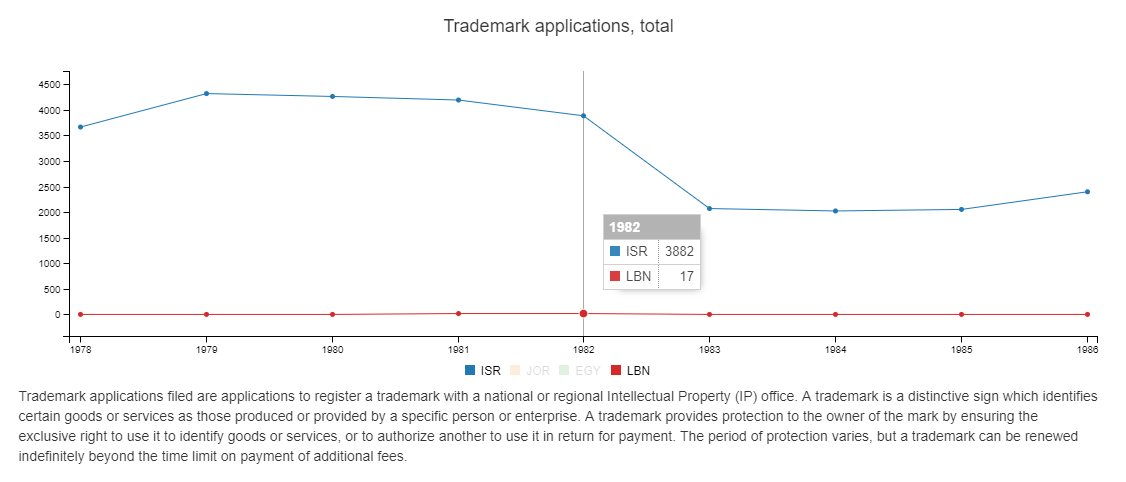 Trademark applications, total
4500
4000
3500
3000
2500
2000
1500
1000
500
0
1982
ISR 3882
LBN 17
1978 1979 1980 1981 1982 1983 1984 1985 1986
ISR JOR EGY LBN
Trademark applications filed are applications to register a trademark with a national or regional Intellectual Property (IP) office. A trademark is a distinctive sign which identifies
certain goods or services as those produced or provided by a specific person or enterprise. A trademark provides protection to the owner of the mark by ensuring the
exclusive right to use it to identify goods or services, or to authorize another to use it in return for payment. The period of protection varies, but a trademark can be renewed
indefinitely beyond the time limit on payment of additional fees.